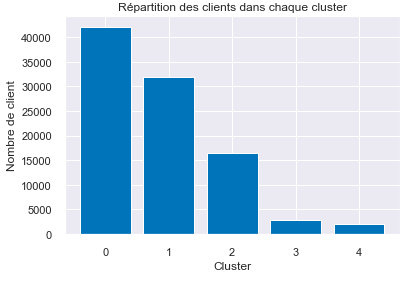 Répartition des clients dans chaque cluster
Nombre de client
40000
35000
30000
25000
20000
15000
10000
5000
0
0 1 2 3 4
Cluster